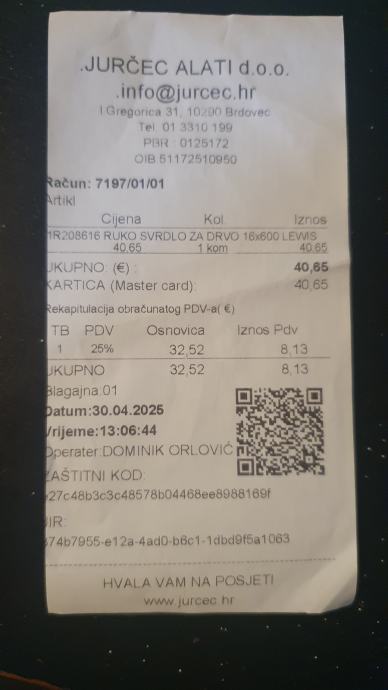 .JURČEC ALATI d.o.o.
.info@jurcec.hr
I.Gregorica 31, 10290 Brdovec
Tel. 01 3310 199
PBR : 0125172
OIB:51172510950
Račun: 7197/01/01
Artikl
Cijena Kol. Iznos
1R208616 RUKO SVRDLO ZA DRVO 16x600 LEWIS
40,65 1 kom 40,65
UKUPNO: (€) : 40,65
KARTICA (Master card): 40,65
Rekapitulacija obračunatog PDV-a( €)
TB PDV Osnovica Iznos Pdv
1 25% 32,52 8,13
UKUPNO 32,52 8,13
Blagajna:01
Datum:30.04.2025
Vrijeme:13:06:44
Operater:DOMINIK ORLOVIĆ
ZAŠTITNI KOD:
27c48b3c3c48578b04468ee8988169f
JIR:
74b7955-e12a-4ad0-b6c1-1dbd9f5a1063
HVALA VAM NA POSJETI
www.jurcec.hr